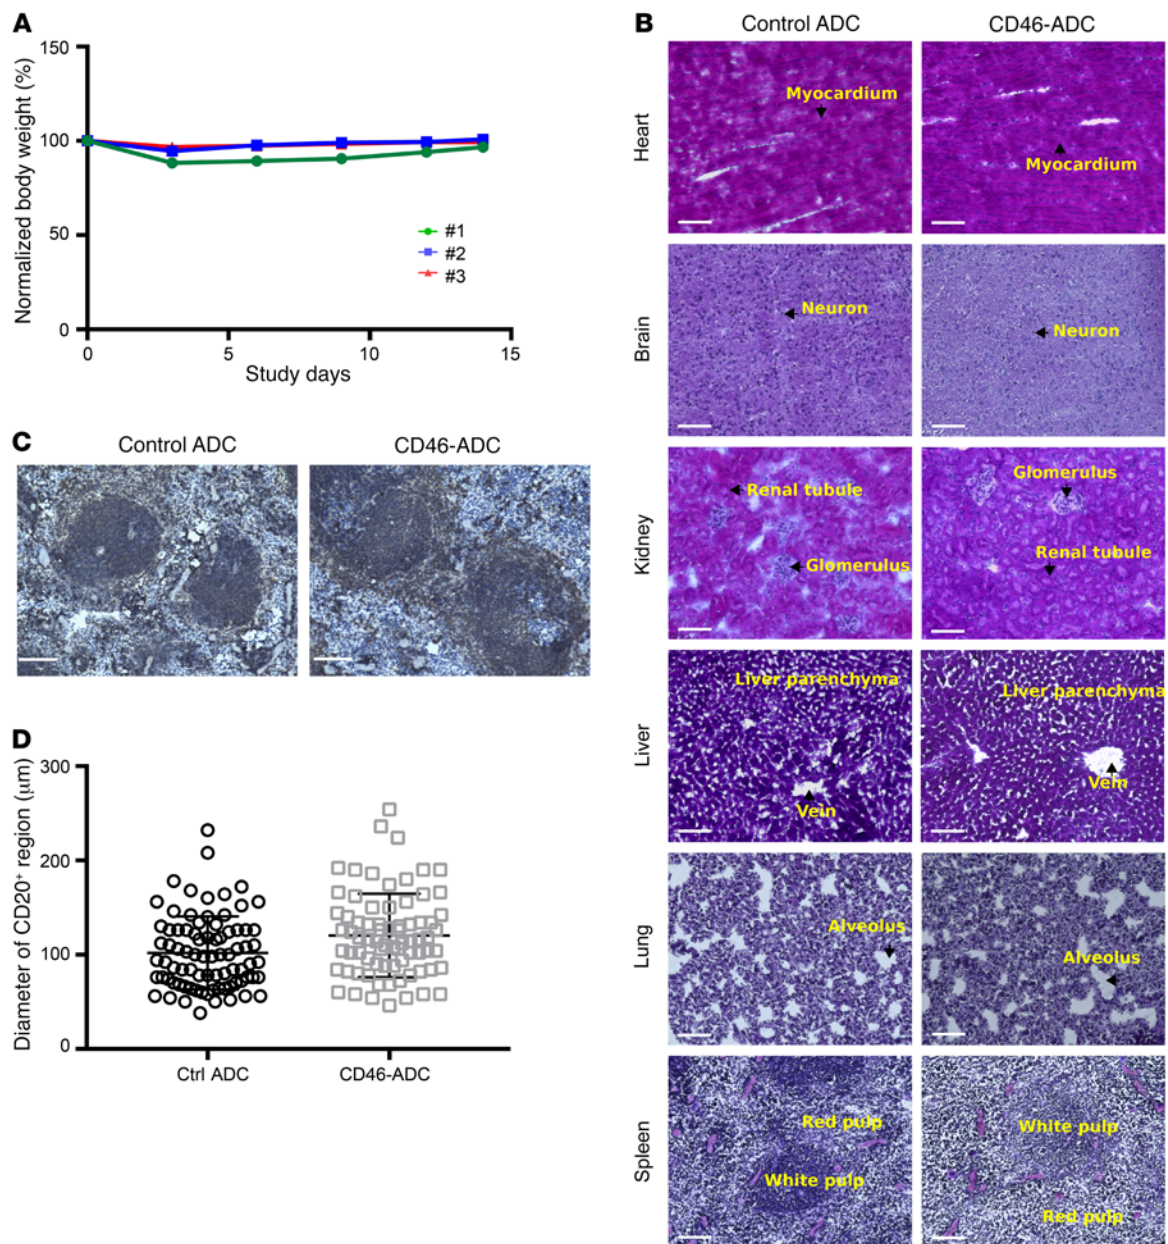 A
150
100
50
0
Normalized body weight (%)
0 5 10 15
Study days
#1
#2
#3
B
Control ADC CD46-ADC
Heart
Myocardium
Myocardium
Brain
Neuron
Neuron
Kidney
Renal tubule
Glomerulus
Glomerulus
Renal tubule
Liver
Liver parenchyma
Vein
Liver parenchyma
Vein
Lung
Alveolus
Alveolus
Spleen
Red pulp
White pulp
White pulp
Red pulp
C
Control ADC CD46-ADC
D
300
200
100
0
Diameter of CD20⁺ region (μm)
Ctrl ADC CD46-ADC